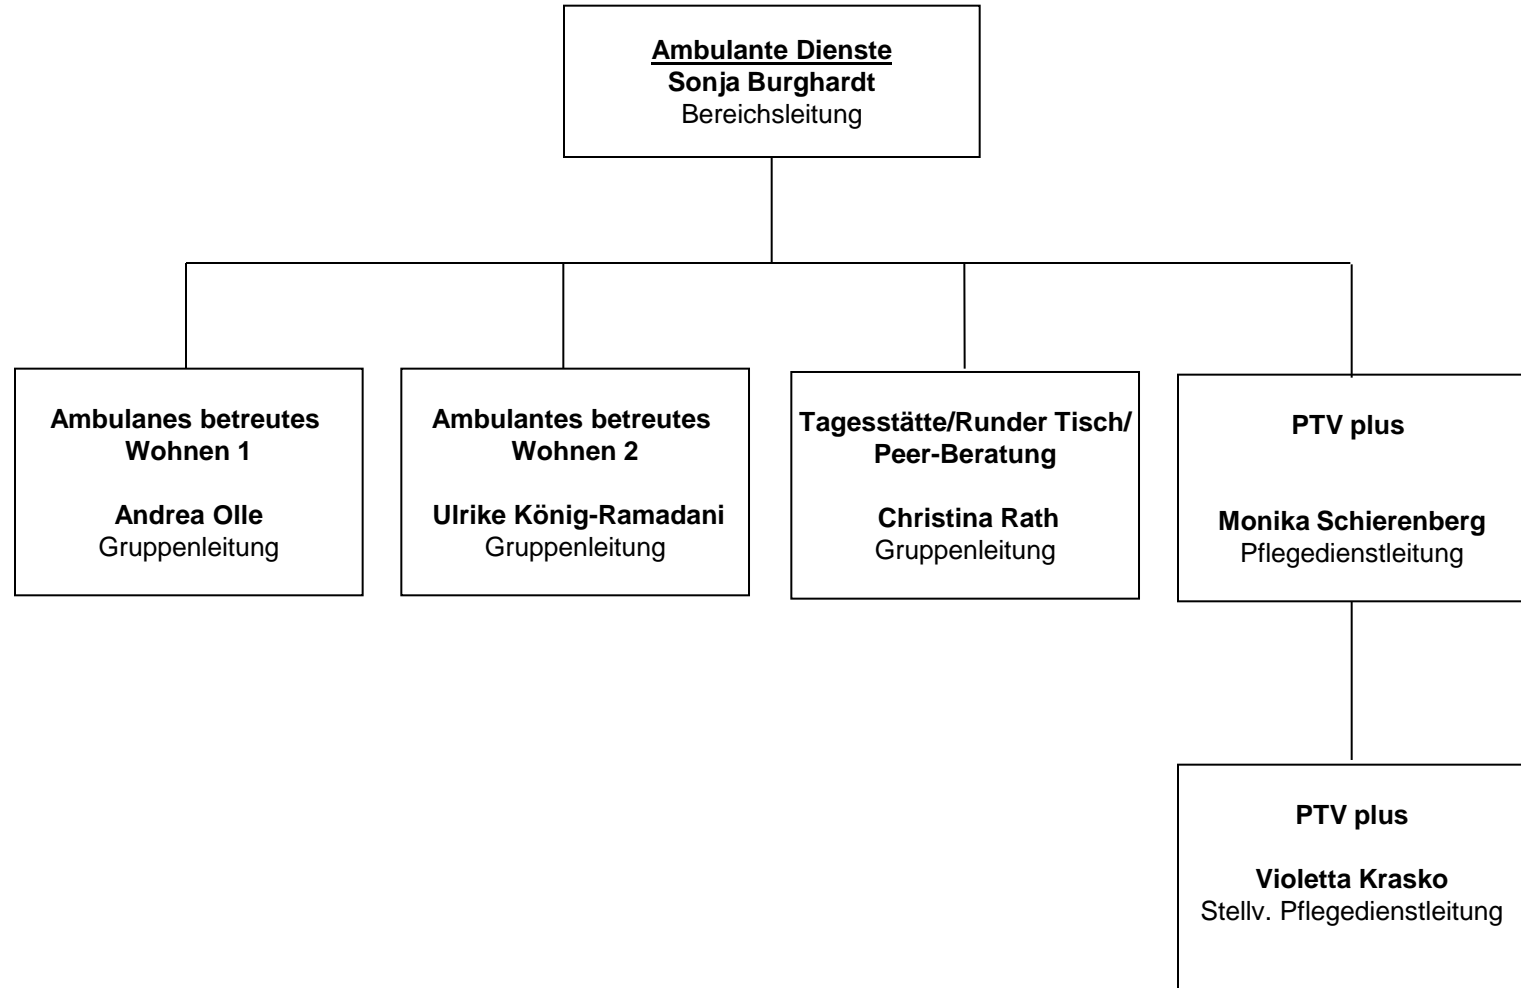 Ambulante Dienste
Sonja Burghardt
Bereichsleitung
Ambulanes betreutes
Wohnen 1
Andrea Olle
Gruppenleitung
Ambulantes betreutes
Wohnen 2
Ulrike König-Ramadani
Gruppenleitung
Tagesstätte/Runder Tisch/
Peer-Beratung
Christina Rath
Gruppenleitung
PTV plus
Monika Schierenberg
Pflegedienstleitung
PTV plus
Violetta Krasko
Stellv. Pflegedienstleitung